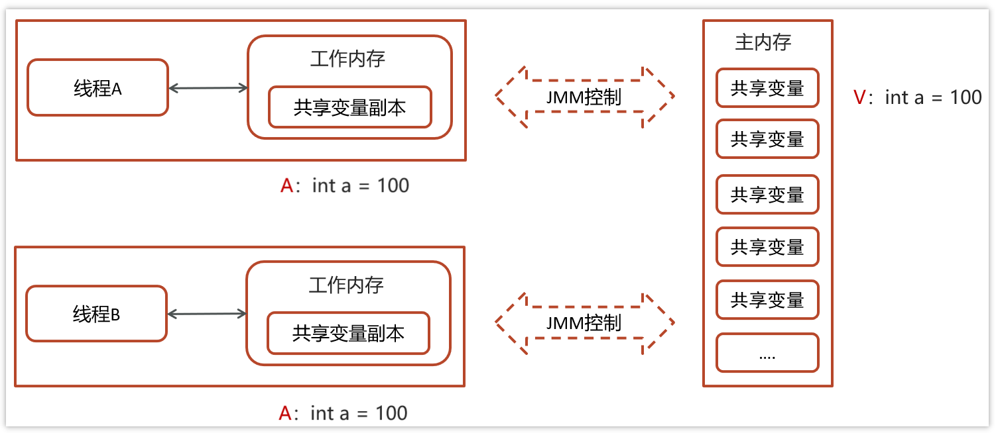 线程A
工作内存
共享变量副本
A：int a = 100
JMM控制
线程B
工作内存
共享变量副本
A：int a = 100
JMM控制
主内存
共享变量
共享变量
共享变量
共享变量
共享变量
....
V：int a = 100